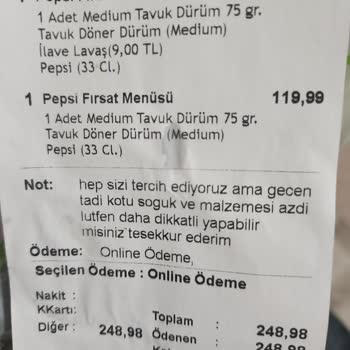 1 Adet Medium Tavuk Dürüm 75 gr.
Tavuk Döner Dürüm (Medium)
İlave Lavaş(9,00 TL)
Pepsi (33 Cl.)
1 Pepsi Fırsat Menüsü 119,99
1 Adet Medium Tavuk Dürüm 75 gr.
Tavuk Döner Dürüm (Medium)
Pepsi (33 Cl.)
Not: hep sizi tercih ediyoruz ama gecen
tadi kotu soguk ve malzemesi azdi
lutfen daha dikkatli yapabilir
misiniz tesekkur ederim
Ödeme: Online Ödeme,
Seçilen Ödeme : Online Ödeme
Nakit :
KKartı: Toplam : 248,98
Diğer : 248,98 Ödenen : 248,98